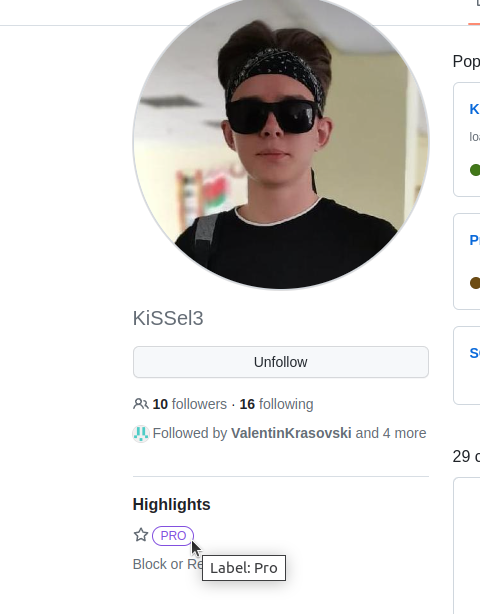 Pop
K
loa
KiSSel3
Unfollow
10 followers · 16 following
Followed by ValentinKrasovski and 4 more
29 c
Highlights
PRO
Block or Re
Label: Pro